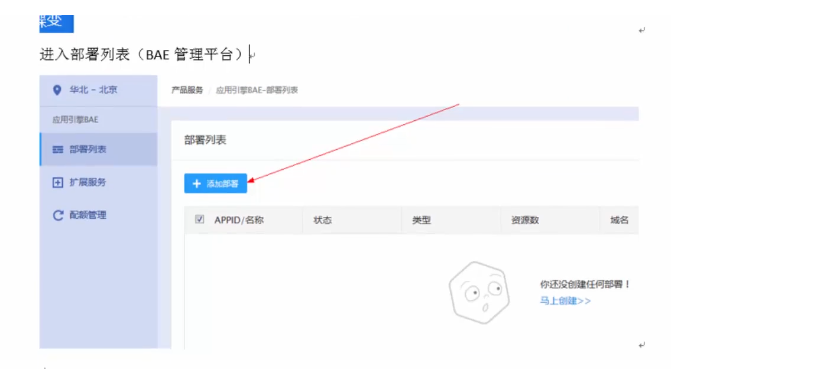 进入部署列表（BAE 管理平台）
华北 - 北京
产品服务 / 应用引擎BAE-部署列表
应用引擎BAE
部署列表
部署列表
+ 添加部署
扩展服务
配额管理
APPID/名称 状态 类型 资源数 域名
你还没创建任何部署！
马上创建>>